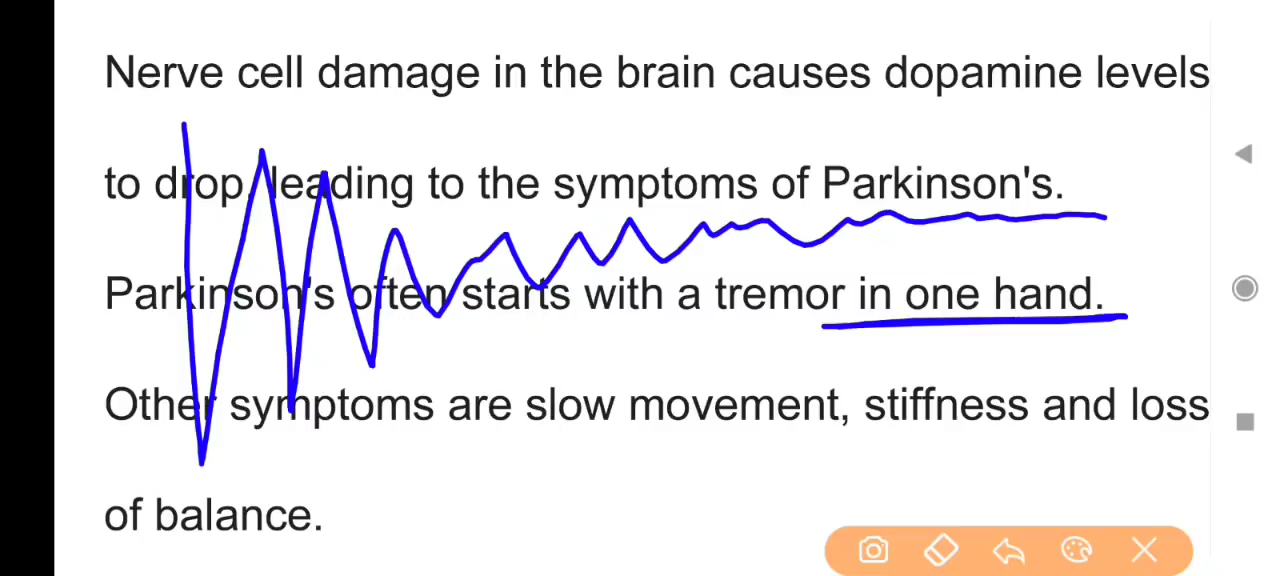 Nerve cell damage in the brain causes dopamine levels
to drop, leading to the symptoms of Parkinson's.
Parkinson's often starts with a tremor in one hand.
Other symptoms are slow movement, stiffness and loss
of balance.